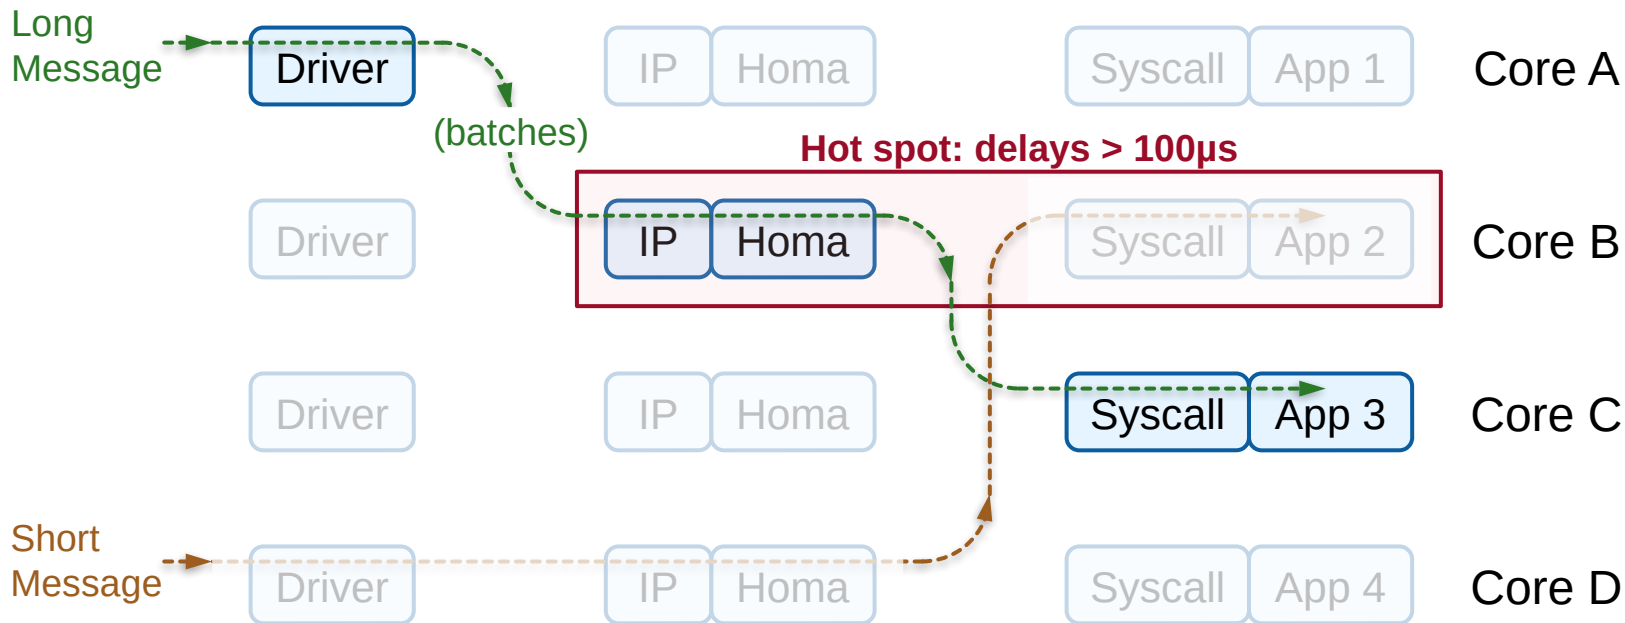 Long
Message
Driver
IP
Homa
Syscall
App 1
Core A
(batches)
Hot spot: delays > 100µs
Driver
IP
Homa
Syscall
App 2
Core B
Driver
IP
Homa
Syscall
App 3
Core C
Short
Message
Driver
IP
Homa
Syscall
App 4
Core D